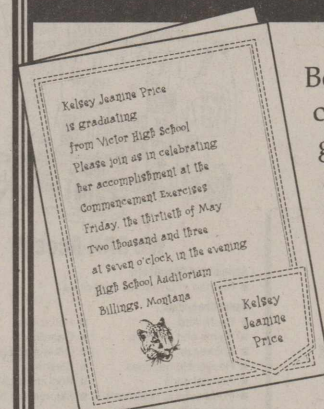 Kelsey Jeanine Price
is graduating
from Victor High School
Please join us in celebrating
her accomplishment at the
Commencement Exercises
Friday, the thirtieth of May
Two thousand and three
at seven o'clock in the evening
High School Auditorium
Billings, Montana
Kelsey
Jeanine
Price